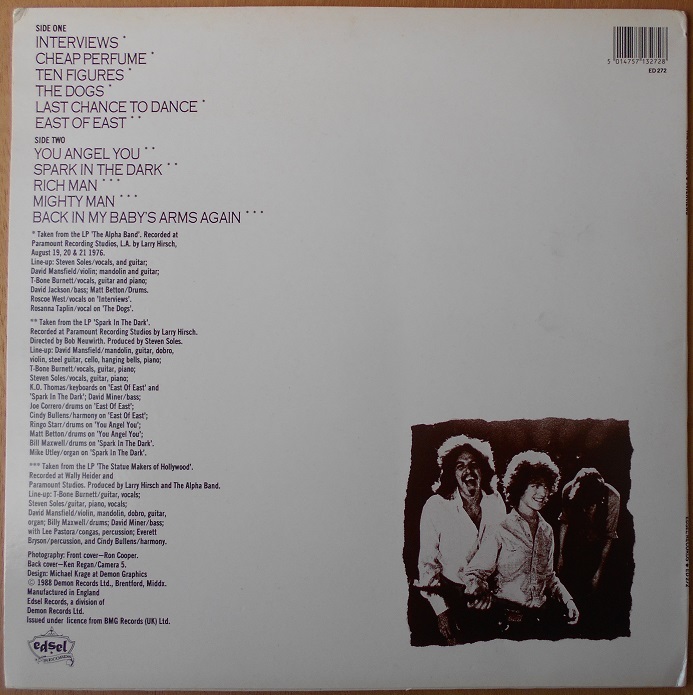 SIDE ONE
INTERVIEWS *
CHEAP PERFUME *
TEN FIGURES *
THE DOGS *
LAST CHANCE TO DANCE *
EAST OF EAST * *
SIDE TWO
YOU ANGEL YOU * *
SPARK IN THE DARK * *
RICH MAN * * *
MIGHTY MAN * * *
BACK IN MY BABY'S ARMS AGAIN * * *
* Taken from the LP 'The Alpha Band'. Recorded at
Paramount Recording Studios, L.A. by Larry Hirsch,
August 19, 20 & 21 1976.
Line-up: Steven Soles/vocals, and guitar;
David Mansfield/violin; mandolin and guitar;
T-Bone Burnett/vocals, guitar and piano;
David Jackson/bass; Matt Betton/Drums.
Roscoe West/vocals on 'Interviews'.
Rosanna Taplin/vocal on 'The Dogs'.
** Taken from the LP 'Spark In The Dark'.
Recorded at Paramount Recording Studios by Larry Hirsch.
Directed by Bob Neuwirth. Produced by Steven Soles.
Line-up: David Mansfield/mandolin, guitar, dobro,
violin, steel guitar, cello, hanging bells, piano;
T-Bone Burnett/vocals, guitar, piano;
Steven Soles/vocals, guitar, piano;
K.O. Thomas/keyboards on 'East Of East' and
'Spark In The Dark'; David Miner/bass;
Joe Correro/drums on 'East Of East';
Cindy Bullens/harmony on 'East Of East';
Ringo Starr/drums on 'You Angel You';
Matt Betton/drums on 'You Angel You';
Bill Maxwell/drums on 'Spark In The Dark'.
Mike Utley/organ on 'Spark In The Dark'.
*** Taken from the LP 'The Statue Makers of Hollywood'.
Recorded at Wally Heider and
Paramount Studios. Produced by Larry Hirsch and The Alpha Band.
Line-up: T-Bone Burnett/guitar, vocals;
Steven Soles/guitar, piano, vocals;
David Mansfield/violin, mandolin, dobro, guitar,
organ; Billy Maxwell/drums; David Miner/bass;
with Lee Pastora/congas, percussion; Everett
Bryson/percussion, and Cindy Bullens/harmony.
Photography: Front cover—Ron Cooper.
Back cover—Ken Regan/Camera 5.
Design: Michael Krage at Demon Graphics
© 1988 Demon Records Ltd., Brentford, Middx.
Manufactured in England
Edsel Records, a division of
Demon Records Ltd.
Issued under licence from BMG Records (UK) Ltd.
edsel
5 014757 132728
ED 272